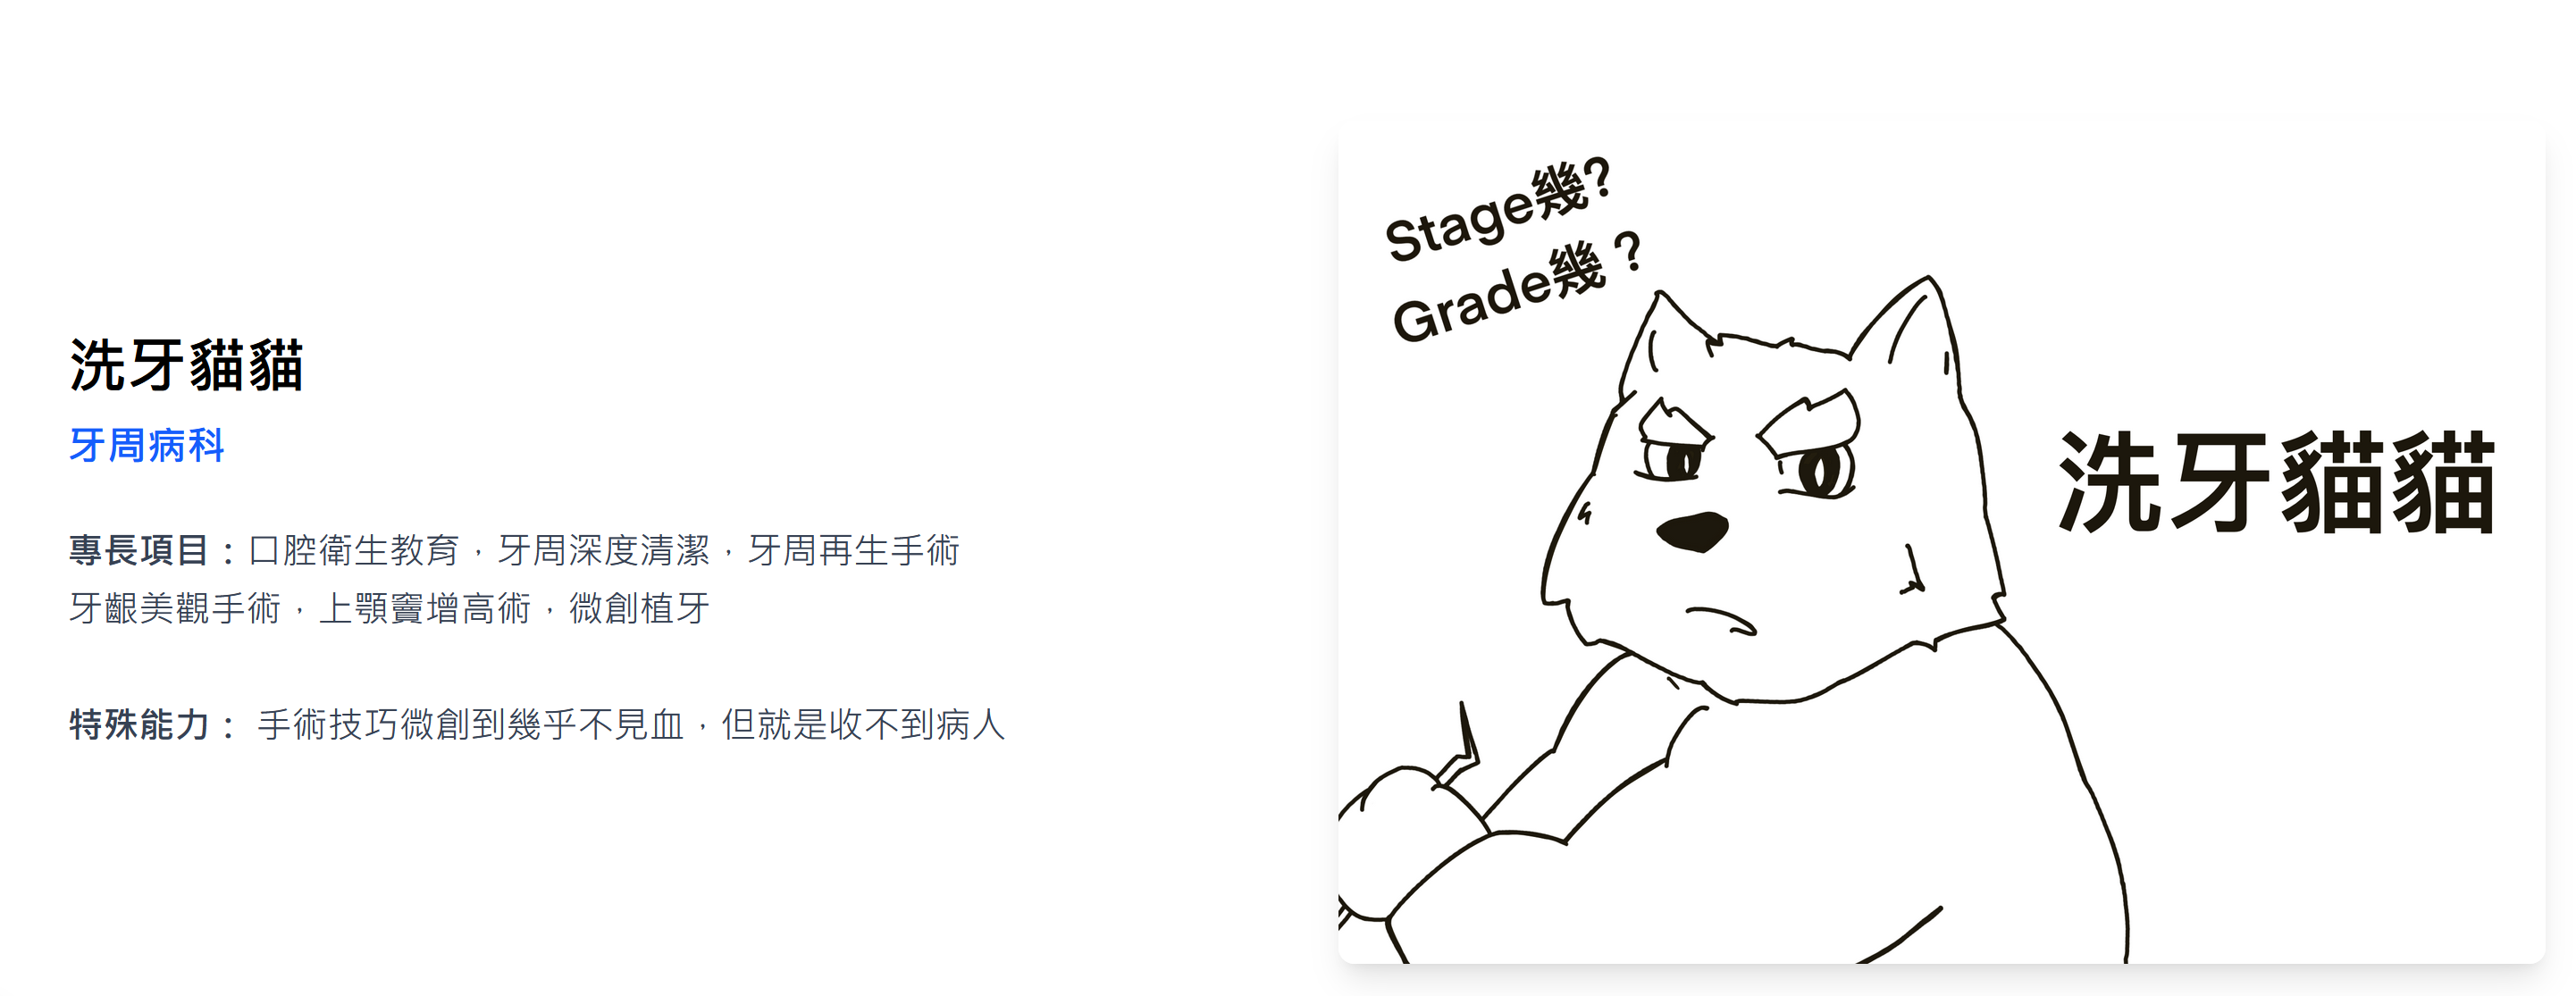 洗牙貓貓
牙周病科
專長項目：口腔衛生教育，牙周深度清潔，牙周再生手術
牙齦美觀手術，上顎竇增高術，微創植牙
特殊能力： 手術技巧微創到幾乎不見血，但就是收不到病人
Stage幾?
Grade幾？
洗牙貓貓